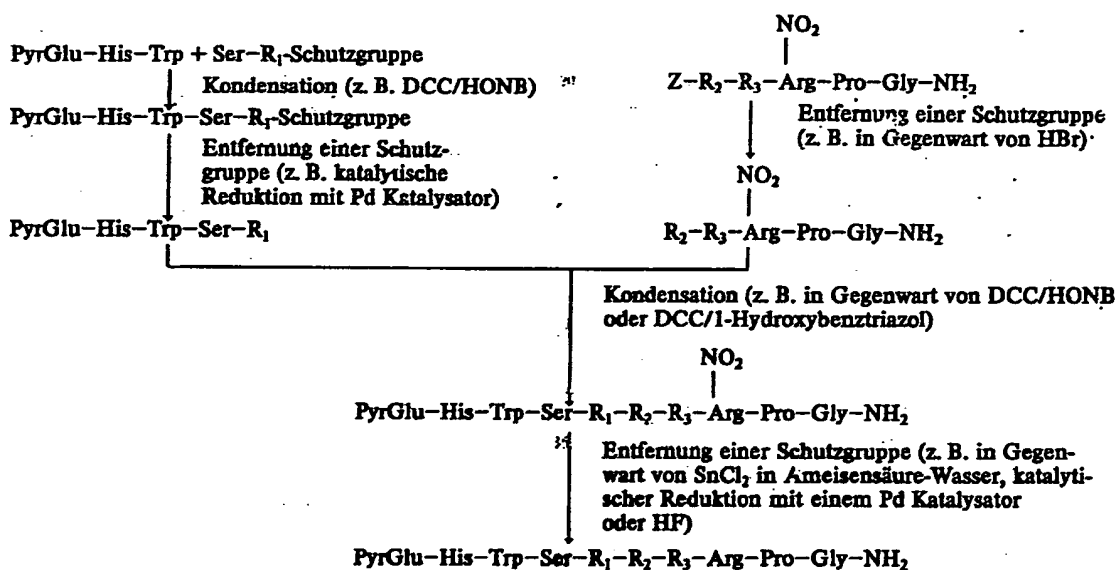 NO₂
PyrGlu–His–Trp + Ser–R₁-Schutzgruppe
Kondensation (z. B. DCC/HONB)
Z–R₂–R₃–Arg–Pro–Gly–NH₂
PyrGlu–His–Trp–Ser–R₁-Schutzgruppe
Entfernung einer Schutzgruppe
(z. B. in Gegenwart von HBr)
Entfernung einer Schutz-
gruppe (z. B. katalytische
Reduktion mit Pd Katalysator)
NO₂
PyrGlu–His–Trp–Ser–R₁
R₂–R₃–Arg–Pro–Gly–NH₂
Kondensation (z. B. in Gegenwart von DCC/HONB
oder DCC/1-Hydroxybenztriazol)
NO₂
PyrGlu–His–Trp–Ser–R₁–R₂–R₃–Arg–Pro–Gly–NH₂
Entfernung einer Schutzgruppe (z. B. in Gegen-
wart von SnCl₂ in Ameisensäure-Wasser, katalyti-
scher Reduktion mit einem Pd Katalysator
oder HF)
PyrGlu–His–Trp–Ser–R₁–R₂–R₃–Arg–Pro–Gly–NH₂